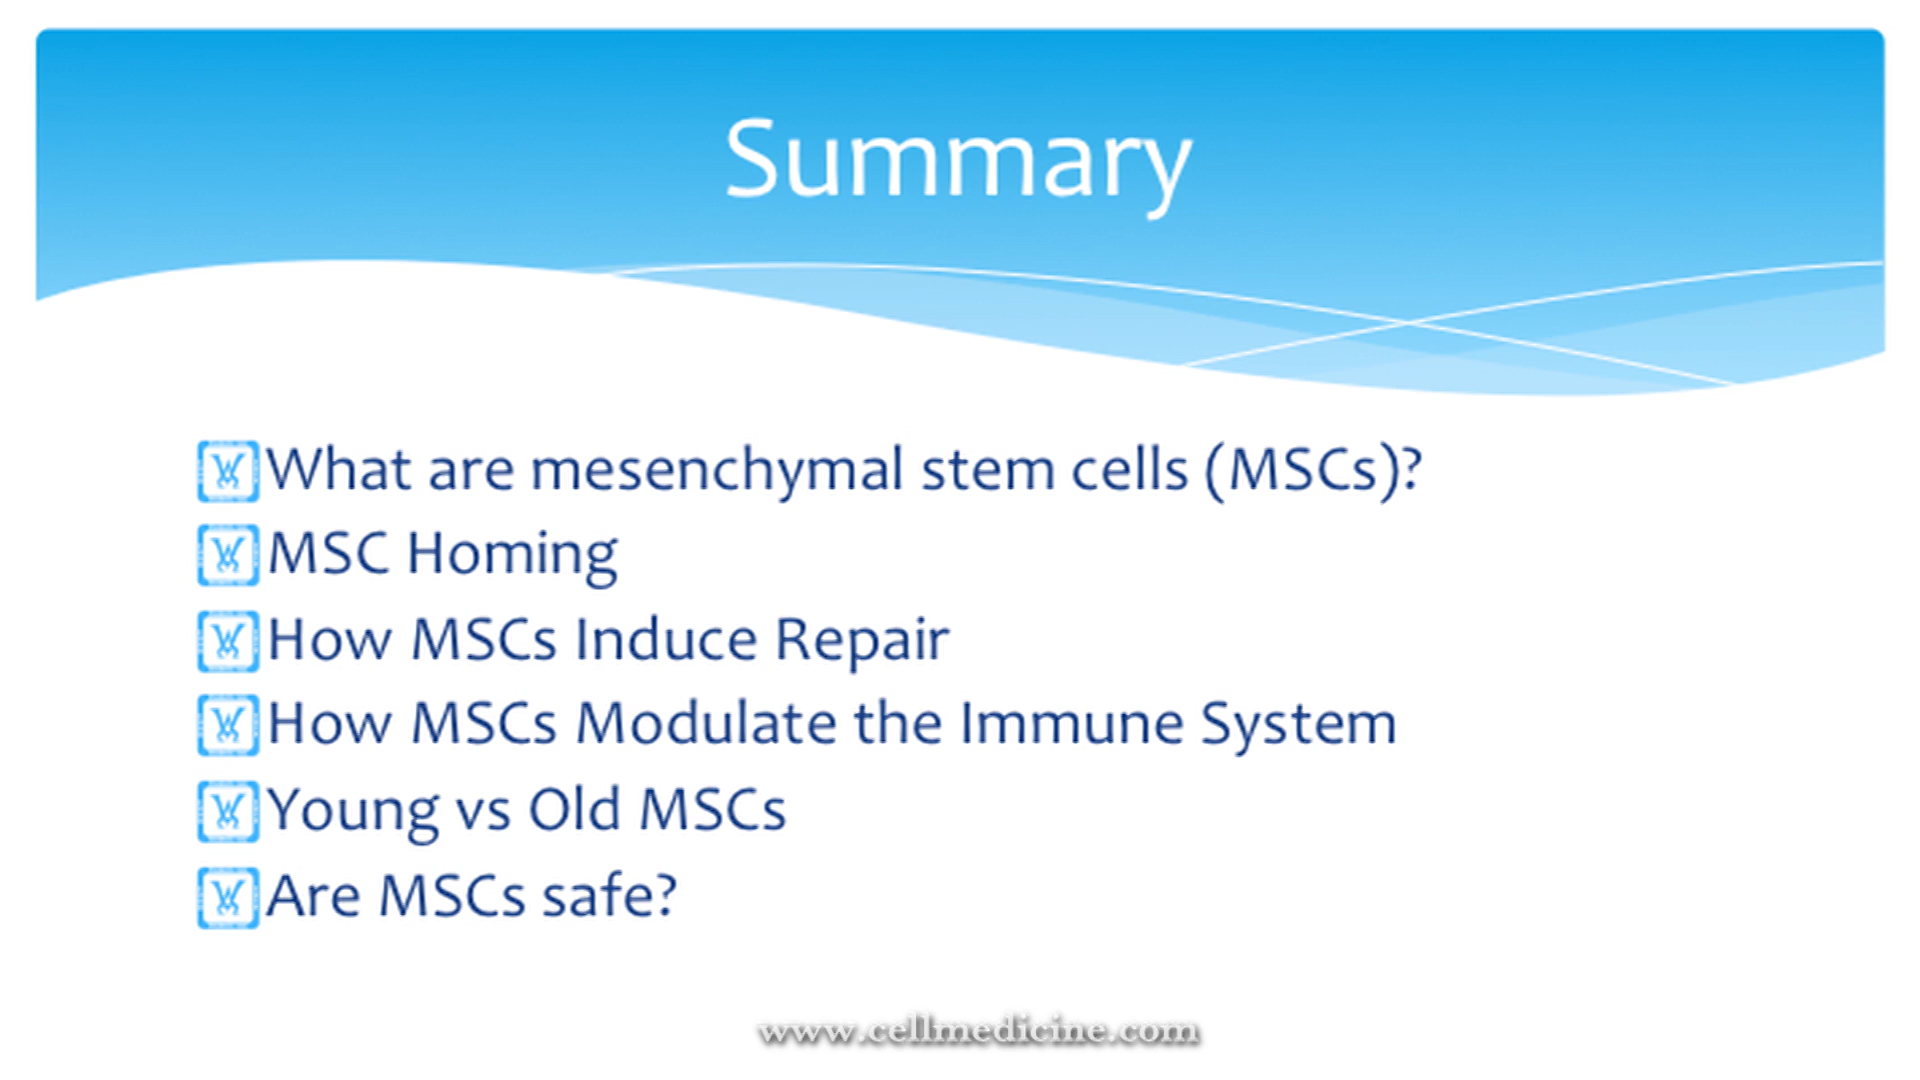 Summary
What are mesenchymal stem cells (MSCs)?
MSC Homing
How MSCs Induce Repair
How MSCs Modulate the Immune System
Young vs Old MSCs
Are MSCs safe?
www.cellmedicine.com